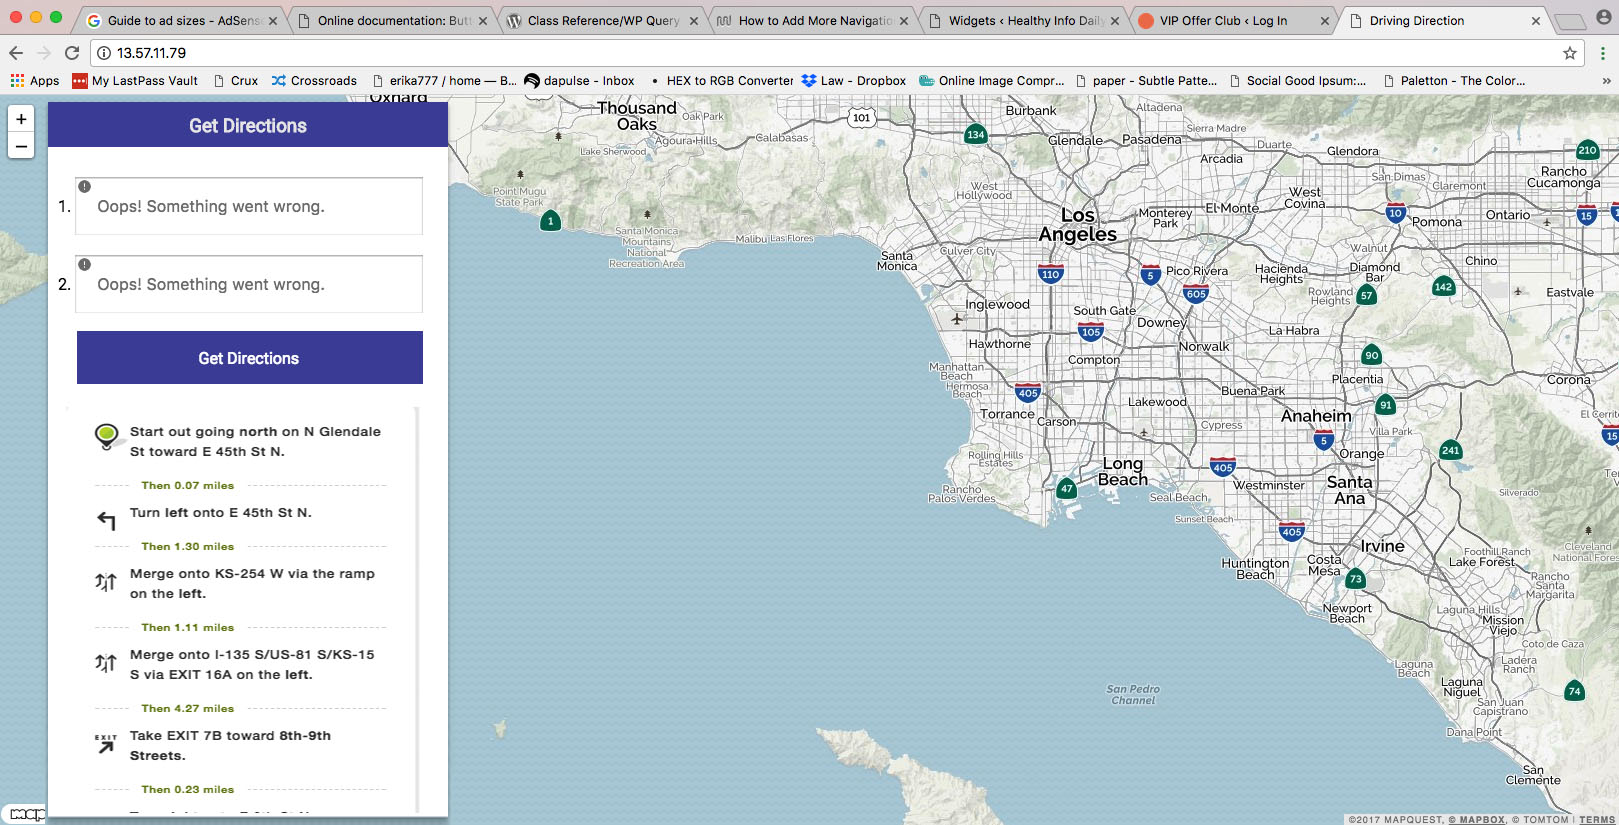 Guide to ad sizes - AdSens
Online documentation: Butt
Class Reference/WP Query
How to Add More Navigatio
Widgets ‹ Healthy Info Daily
VIP Offer Club ‹ Log In
Driving Direction
13.57.11.79
Apps
My LastPass Vault
Crux
Crossroads
erika777 / home — B...
dapulse - Inbox
HEX to RGB Converter
Law - Dropbox
Online Image Compr...
paper - Subtle Patte...
Social Good Ipsum:...
Paletton - The Color...
»
+
−
Get Directions
1. Oops! Something went wrong.
2. Oops! Something went wrong.
Get Directions
Start out going north on N Glendale
St toward E 45th St N.
Then 0.07 miles
Turn left onto E 45th St N.
Then 1.30 miles
Merge onto KS-254 W via the ramp
on the left.
Then 1.11 miles
Merge onto I-135 S/US-81 S/KS-15
S via EXIT 16A on the left.
Then 4.27 miles
EXIT
Take EXIT 7B toward 8th-9th
Streets.
Then 0.23 miles
map
Oxnard
Thousand
Oaks
Oak Park
Agoura Hills
Lake Sherwood
Calabasas
101
Point Mugu
State Park
1
Santa Monica
Mountains
National
Recreation Area
Malibu
Las Flores
Burbank
Altadena
134
Glendale
Pasadena
Sierra Madre
Duarte
Arcadia
Glendora
210
San Dimas
Claremont
Rancho
Cucamonga
West
Hollywood
Los
Angeles
Monterey
Park
El Monte
West
Covina
10
Pomona
Ontario
15
Culver City
Santa
Monica
110
5
Pico Rivera
Hacienda
Heights
Walnut
Diamond
Bar
Chino
605
Rowland
Heights
57
142
Eastvale
Inglewood
South Gate
Downey
105
La Habra
Hawthorne
Compton
Norwalk
90
Manhattan
Beach
Hermosa
Beach
405
Lakewood
Buena Park
Placentia
Corona
Torrance
Carson
Cypress
Anaheim
91
Villa Park
El Cerrito
5
Orange
241
15
Rolling Hills
Estates
Rancho
Palos Verdes
47
Long
Beach
Seal Beach
405
Westminster
Santa
Ana
Silverado
Sunset Beach
405
Irvine
Huntington
Beach
Costa
Mesa
73
Foothill Ranch
Lake Forest
Cleveland
National Fores
Rancho
Santa
Margarita
Newport
Beach
Laguna Hills
Mission
Viejo
Coto de Caza
Laguna
Beach
Ladera
Ranch
Laguna
Niguel
74
San Juan
Capistrano
Dana Point
San
Clemente
San Pedro
Channel
©2017 MAPQUEST, © MAPBOX, © TOMTOM | TERMS